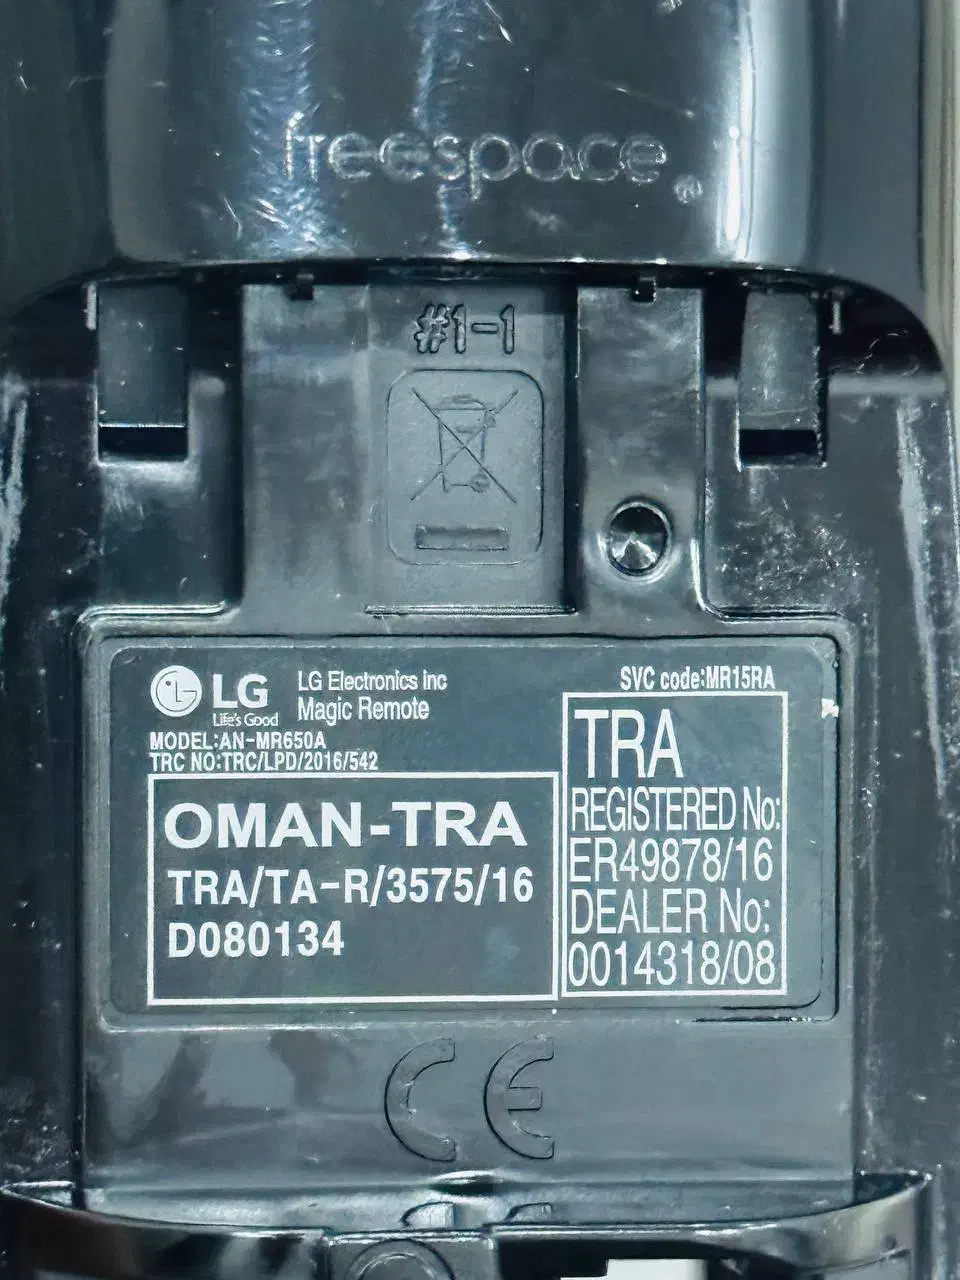 freespace®
#1-1
LG
Life's Good
LG Electronics inc
Magic Remote
SVC code:MR15RA
MODEL:AN-MR650A
TRC NO:TRC/LPD/2016/542
OMAN-TRA
TRA/TA-R/3575/16
D080134
TRA
REGISTERED No:
ER49878/16
DEALER No:
0014318/08
CE